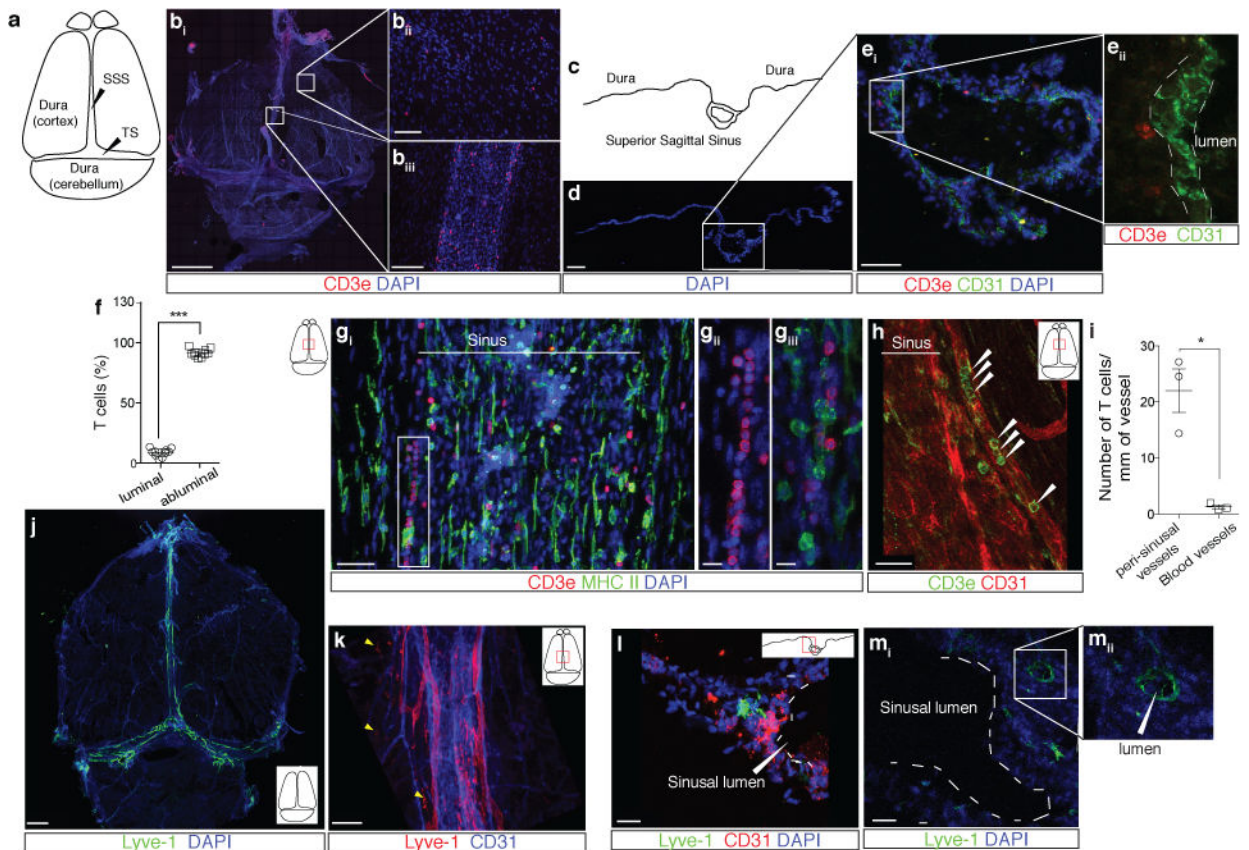 a
SSS
Dura
(cortex)
TS
Dura
(cerebellum)
bi
bii
biii
CD3e DAPI
c
Dura
Dura
Superior Sagittal Sinus
d
DAPI
ei
CD3e CD31 DAPI
eii
lumen
CD3e CD31
f
130
100
50
0
T cells (%)
***
luminal
abluminal
gi
Sinus
gii
giii
CD3e MHC II DAPI
h
Sinus
CD3e CD31
i
30
20
10
0
Number of T cells/
mm of vessel
*
peri-sinusal
vessels
Blood vessels
j
Lyve-1 DAPI
k
Lyve-1 CD31
l
Sinusal lumen
Lyve-1 CD31 DAPI
mi
Sinusal lumen
Lyve-1 DAPI
mii
lumen